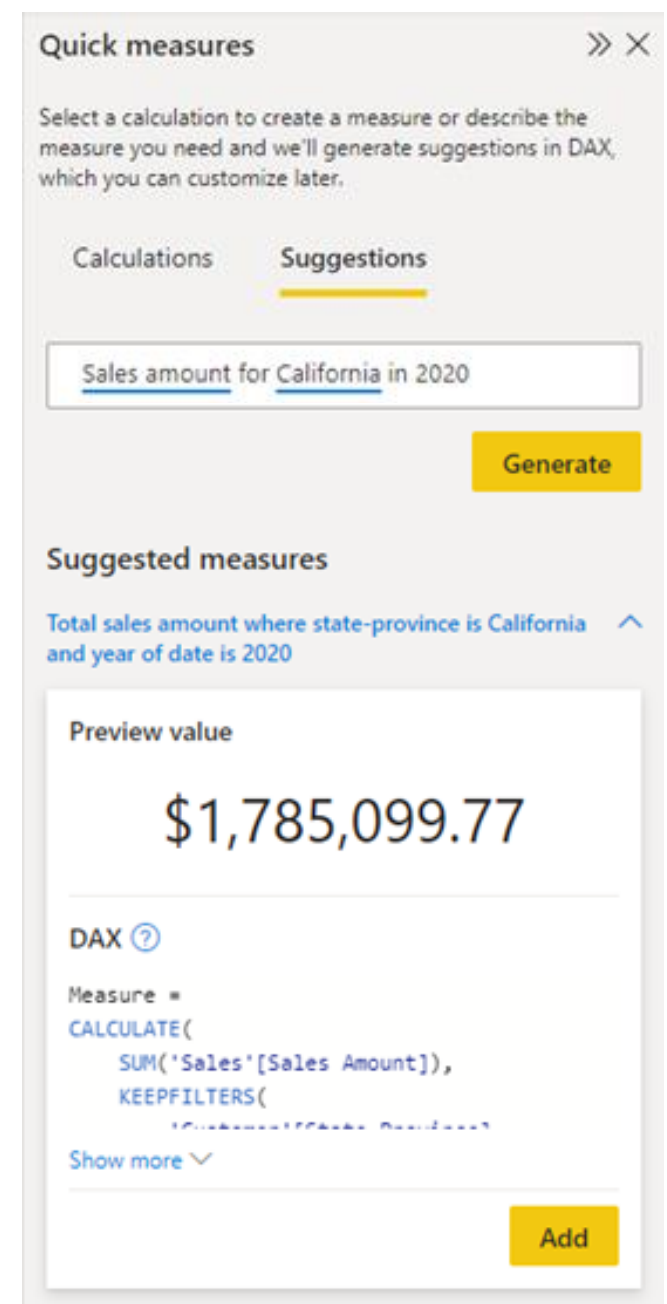 Quick measures
Select a calculation to create a measure or describe the
measure you need and we'll generate suggestions in DAX,
which you can customize later.
Calculations Suggestions
Sales amount for California in 2020
Generate
Suggested measures
Total sales amount where state-province is California
and year of date is 2020
Preview value
$1,785,099.77
DAX ?
Measure =
CALCULATE(
SUM('Sales'[Sales Amount]),
KEEPFILTERS(
Show more
Add